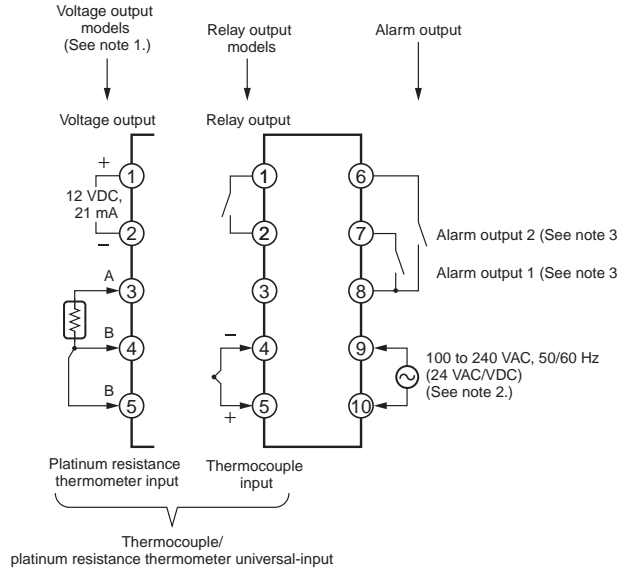 Voltage output
models
(See note 1.)
Relay output
models
Alarm output
Voltage output
Relay output
+
1
12 VDC,
21 mA
2
−
A
3
B
4
B
5
1
2
3
−
4
+
5
6
7
8
9
10
Alarm output 2 (See note 3
Alarm output 1 (See note 3
100 to 240 VAC, 50/60 Hz
(24 VAC/VDC)
(See note 2.)
Platinum resistance
thermometer input
Thermocouple
input
Thermocouple/
platinum resistance thermometer universal-input